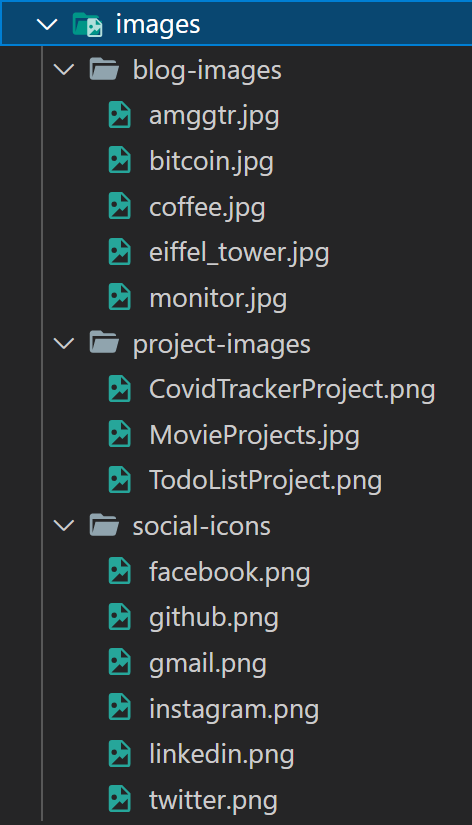 images
blog-images
amggtr.jpg
bitcoin.jpg
coffee.jpg
eiffel_tower.jpg
monitor.jpg
project-images
CovidTrackerProject.png
MovieProjects.jpg
TodoListProject.png
social-icons
facebook.png
github.png
gmail.png
instagram.png
linkedin.png
twitter.png